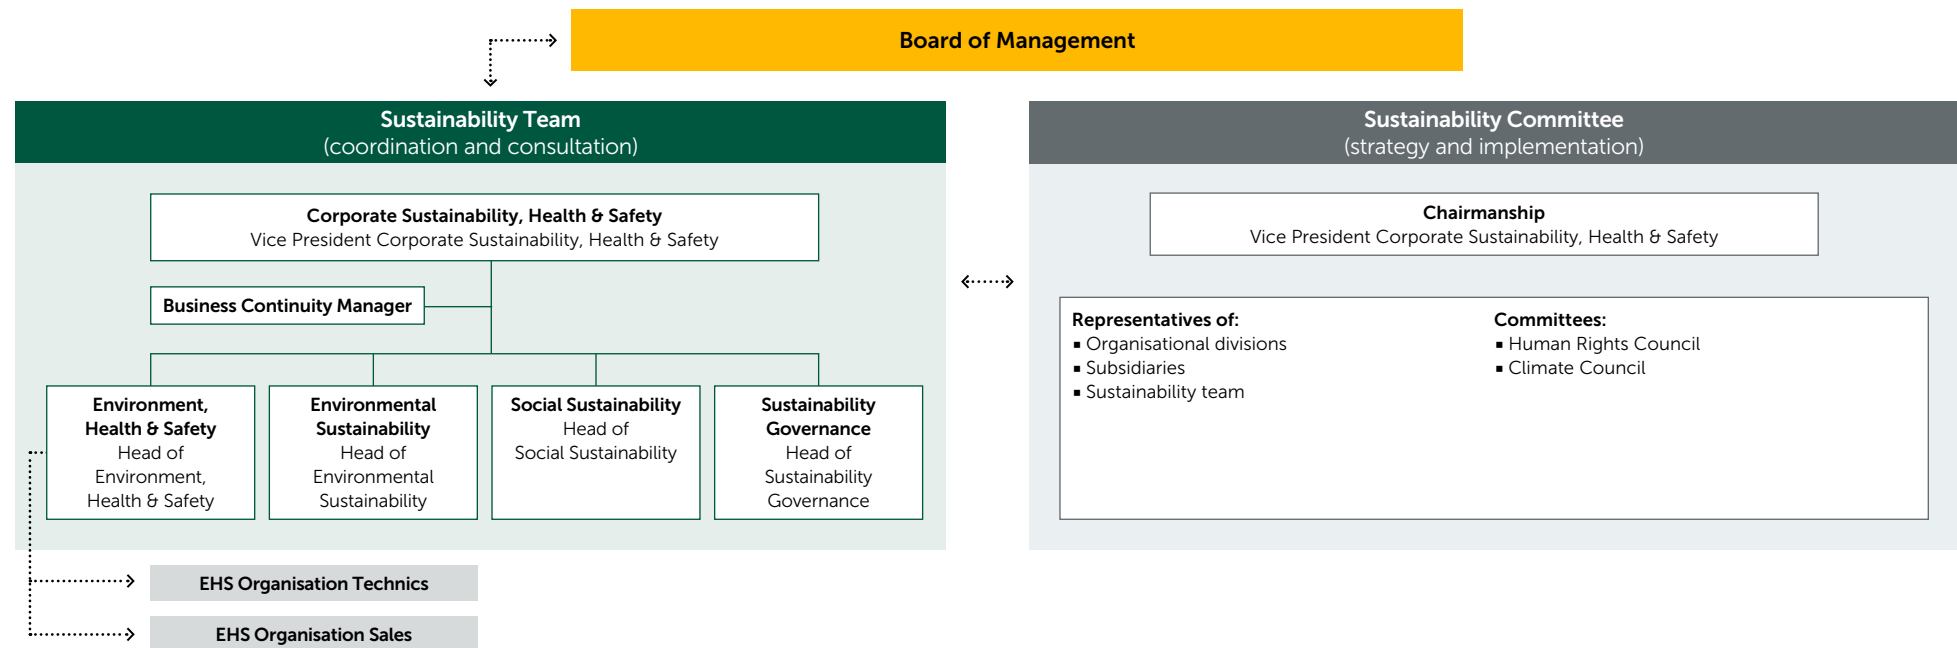 Board of Management
Sustainability Team
(coordination and consultation)
Corporate Sustainability, Health & Safety
Vice President Corporate Sustainability, Health & Safety
Business Continuity Manager
Environment,
Health & Safety
Head of
Environment,
Health & Safety
Environmental
Sustainability
Head of
Environmental
Sustainability
Social Sustainability
Head of
Social Sustainability
Sustainability
Governance
Head of
Sustainability
Governance
EHS Organisation Technics
EHS Organisation Sales
Sustainability Committee
(strategy and implementation)
Chairmanship
Vice President Corporate Sustainability, Health & Safety
Representatives of:
▪ Organisational divisions
▪ Subsidiaries
▪ Sustainability team
Committees:
▪ Human Rights Council
▪ Climate Council